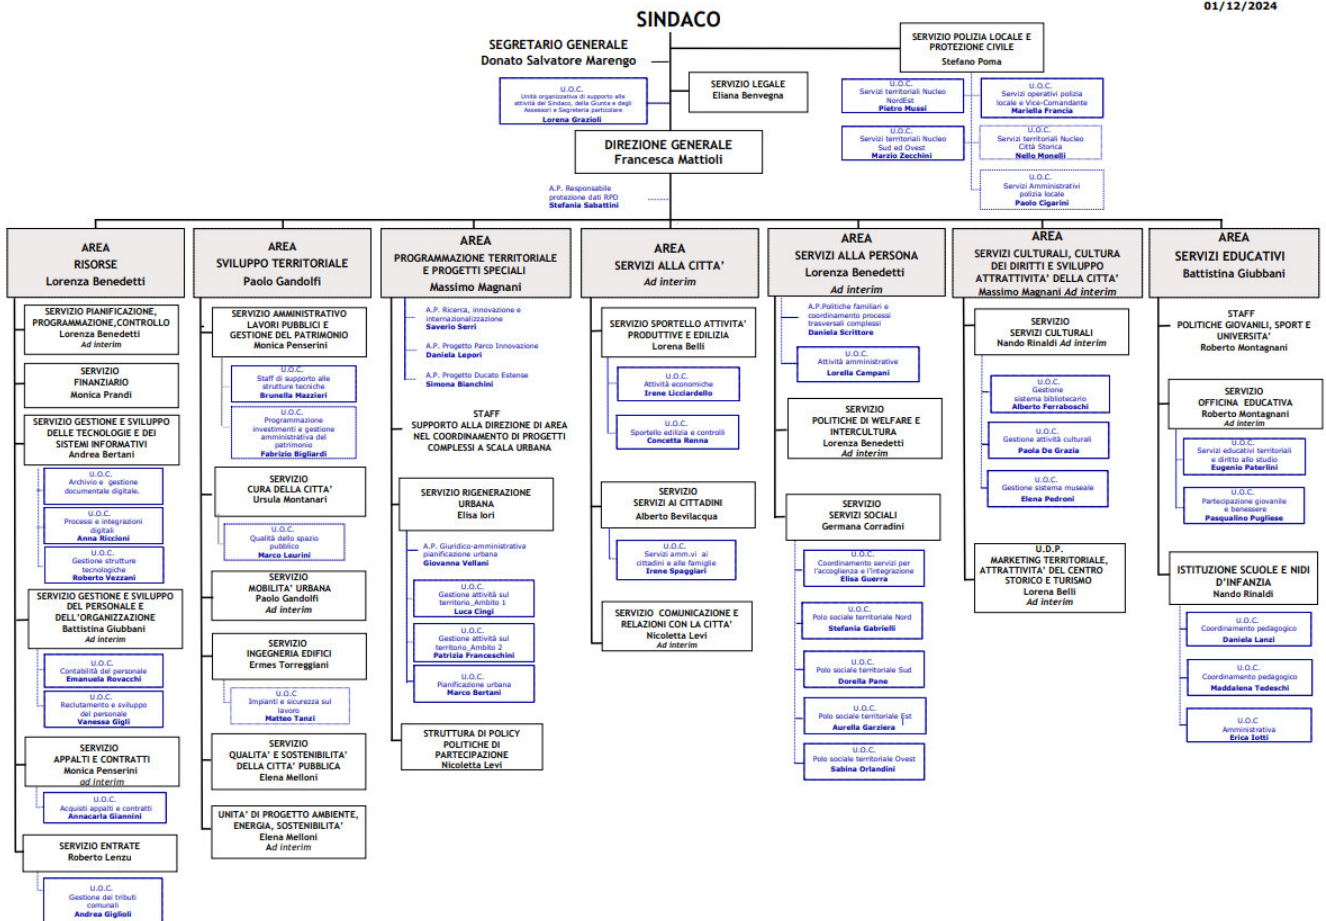 01/12/2024
SINDACO
SEGRETARIO GENERALE
Donato Salvatore Marengo
SERVIZIO POLIZIA LOCALE E
PROTEZIONE CIVILE
Stefano Poma
U.O.C.
Unità organizzativa di supporto alle
attività del Sindaco, della Giunta e degli
Assessori e Segreteria particolare
Lorena Grazioli
SERVIZIO LEGALE
Eliana Benvegna
U.O.C.
Servizi territoriali Nucleo
NordEst
Pietro Mussi
U.O.C.
Servizi operativi polizia
locale e Vice-Comandante
Mariella Francia
U.O.C.
Servizi territoriali Nucleo
Sud ed Ovest
Marzio Zecchini
U.O.C.
Servizi territoriali Nucleo
Città Storica
Nello Monelli
U.O.C.
Servizi Amministrativi
polizia locale
Paolo Cigarini
DIREZIONE GENERALE
Francesca Mattioli
A.P. Responsabile
protezione dati RPD
Stefania Sabattini
AREA
RISORSE
Lorenza Benedetti
SERVIZIO PIANIFICAZIONE,
PROGRAMMAZIONE,CONTROLLO
Lorenza Benedetti
Ad interim
SERVIZIO
FINANZIARIO
Monica Prandi
SERVIZIO GESTIONE E SVILUPPO
DELLE TECNOLOGIE E DEI
SISTEMI INFORMATIVI
Andrea Bertani
U.O.C.
Archivio e gestione
documentale digitale.
U.O.C.
Processi e integrazioni
digitali
Anna Riccioni
U.O.C.
Gestione strutture
tecnologiche
Roberto Vezzani
SERVIZIO GESTIONE E SVILUPPO
DEL PERSONALE E
DELL'ORGANIZZAZIONE
Battistina Giubbani
Ad interim
U.O.C.
Contabilità del personale
Emanuela Rovacchi
U.O.C.
Reclutamento e sviluppo
del personale
Vanessa Gigli
SERVIZIO
APPALTI E CONTRATTI
Monica Penserini
ad interim
U.O.C.
Acquisti appalti e contratti
Annacarla Giannini
SERVIZIO ENTRATE
Roberto Lenzu
U.O.C.
Gestione dei tributi
comunali
Andrea Giglioli
AREA
SVILUPPO TERRITORIALE
Paolo Gandolfi
SERVIZIO AMMINISTRATIVO
LAVORI PUBBLICI E
GESTIONE DEL PATRIMONIO
Monica Penserini
U.O.C.
Staff di supporto alle
strutture tecniche
Brunella Mazzieri
U.O.C.
Programmazione
investimenti e gestione
amministrativa del
patrimonio
Fabrizio Bigliardi
SERVIZIO
CURA DELLA CITTA'
Ursula Montanari
U.O.C.
Qualità dello spazio
pubblico
Marco Leurini
SERVIZIO
MOBILITA' URBANA
Paolo Gandolfi
Ad interim
SERVIZIO
INGEGNERIA EDIFICI
Ermes Torreggiani
U.O.C
Impianti e sicurezza sul
lavoro
Matteo Tanzi
SERVIZIO
QUALITA' E SOSTENIBILITA'
DELLA CITTA' PUBBLICA
Elena Melloni
UNITA' DI PROGETTO AMBIENTE,
ENERGIA, SOSTENIBILITA'
Elena Melloni
Ad interim
AREA
PROGRAMMAZIONE TERRITORIALE
E PROGETTI SPECIALI
Massimo Magnani
A.P. Ricerca, innovazione e
internazionalizzazione
Saverio Serri
A.P. Progetto Parco Innovazione
Daniela Lepori
A.P. Progetto Ducato Estense
Simona Bianchini
STAFF
SUPPORTO ALLA DIREZIONE DI AREA
NEL COORDINAMENTO DI PROGETTI
COMPLESSI A SCALA URBANA
SERVIZIO RIGENERAZIONE
URBANA
Elisa Iori
A.P. Giuridico-amministrativa
pianificazione urbana
Giovanna Vellani
U.O.C.
Gestione attività sul
territorio_Ambito 1
Luca Cingi
U.O.C.
Gestione attività sul
territorio_Ambito 2
Patrizia Franceschini
U.O.C.
Pianificazione urbana
Marco Bertani
STRUTTURA DI POLICY
POLITICHE DI
PARTECIPAZIONE
Nicoletta Levi
AREA
SERVIZI ALLA CITTA'
Ad interim
SERVIZIO SPORTELLO ATTIVITA'
PRODUTTIVE E EDILIZIA
Lorena Belli
U.O.C.
Attività economiche
Irene Licciardello
U.O.C.
Sportello edilizia e controlli
Concetta Renna
SERVIZIO
SERVIZI AI CITTADINI
Alberto Bevilacqua
U.O.C.
Servizi amm.vi ai
cittadini e alle famiglie
Irene Spaggiari
SERVIZIO COMUNICAZIONE E
RELAZIONI CON LA CITTA'
Nicoletta Levi
Ad interim
AREA
SERVIZI ALLA PERSONA
Lorenza Benedetti
Ad interim
A.P.Politiche familiari e
coordinamento processi
trasversali complessi
Daniela Scrittore
U.O.C.
Attività amministrative
Lorella Campani
SERVIZIO
POLITICHE DI WELFARE E
INTERCULTURA
Lorenza Benedetti
Ad interim
SERVIZIO
SERVIZI SOCIALI
Germana Corradini
U.O.C.
Coordinamento servizi per
l'accoglienza e l'integrazione
Elisa Guerra
U.O.C.
Polo sociale territoriale Nord
Stefania Gabrielli
U.O.C.
Polo sociale territoriale Sud
Dorella Pane
U.O.C.
Polo sociale territoriale Est
Aurella Garziera
U.O.C.
Polo sociale territoriale Ovest
Sabina Orlandini
AREA
SERVIZI CULTURALI, CULTURA
DEI DIRITTI E SVILUPPO
ATTRATTIVITA' DELLA CITTA'
Massimo Magnani Ad interim
SERVIZIO
SERVIZI CULTURALI
Nando Rinaldi Ad interim
U.O.C.
Gestione
sistema bibliotecario
Alberto Ferraboschi
U.O.C.
Gestione attività culturali
Paola De Grazia
U.O.C.
Gestione sistema museale
Elena Pedroni
U.D.P.
MARKETING TERRITORIALE,
ATTRATTIVITA' DEL CENTRO
STORICO E TURISMO
Lorena Belli
Ad interim
AREA
SERVIZI EDUCATIVI
Battistina Giubbani
STAFF
POLITICHE GIOVANILI, SPORT E
UNIVERSITA'
Roberto Montagnani
SERVIZIO
OFFICINA EDUCATIVA
Roberto Montagnani
Ad interim
U.O.C.
Servizi educativi territoriali
e diritto allo studio
Eugenio Paterlini
U.O.C.
Partecipazione giovanile
e benessere
Pasqualino Pugliese
ISTITUZIONE SCUOLE E NIDI
D'INFANZIA
Nando Rinaldi
U.O.C.
Coordinamento pedagogico
Daniela Lanzi
U.O.C.
Coordinamento pedagogico
Maddalena Tedeschi
U.O.C
Amministrativa
Erica Iotti